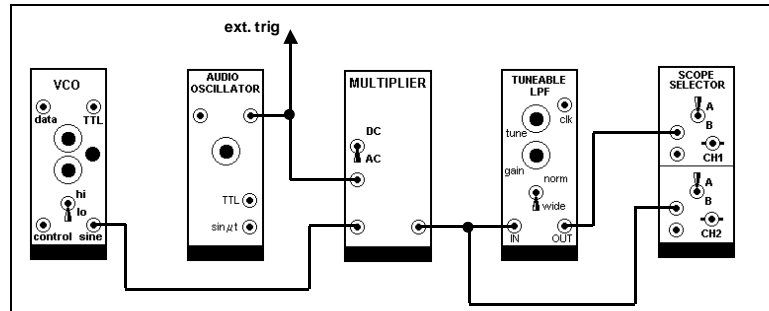 ext. trig
VCO
data
TTL
hi
lo
control
sine
AUDIO
OSCILLATOR
TTL
sinμt
MULTIPLIER
DC
AC
TUNEABLE
LPF
clk
tune
gain
norm
wide
IN
OUT
SCOPE
SELECTOR
A
B
CH1
A
B
CH2